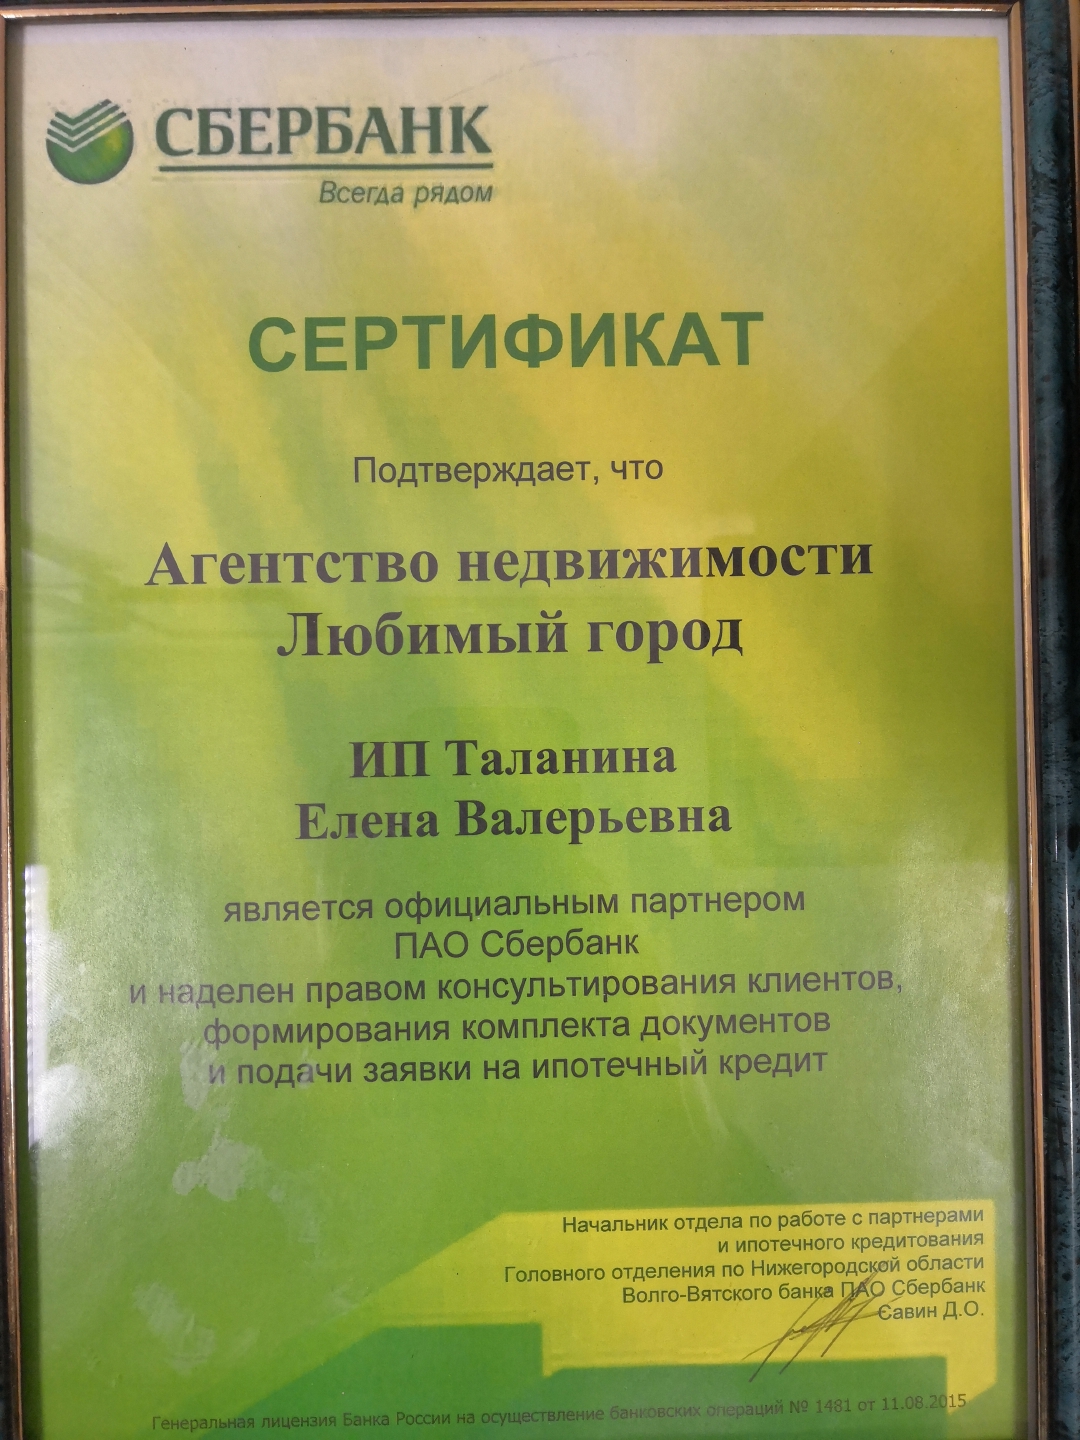 СБЕРБАНК
Всегда рядом
СЕРТИФИКАТ
Подтверждает, что
Агентство недвижимости
Любимый город
ИП Таланина
Елена Валерьевна
является официальным партнером
ПАО Сбербанк
и наделен правом консультирования клиентов,
формирования комплекта документов
и подачи заявки на ипотечный кредит
Начальник отдела по работе с партнерами
и ипотечного кредитования
Головного отделения по Нижегородской области
Волго-Вятского банка ПАО Сбербанк
Савин Д.О.
Генеральная лицензия Банка России на осуществление банковских операций № 1481 от 11.08.2015